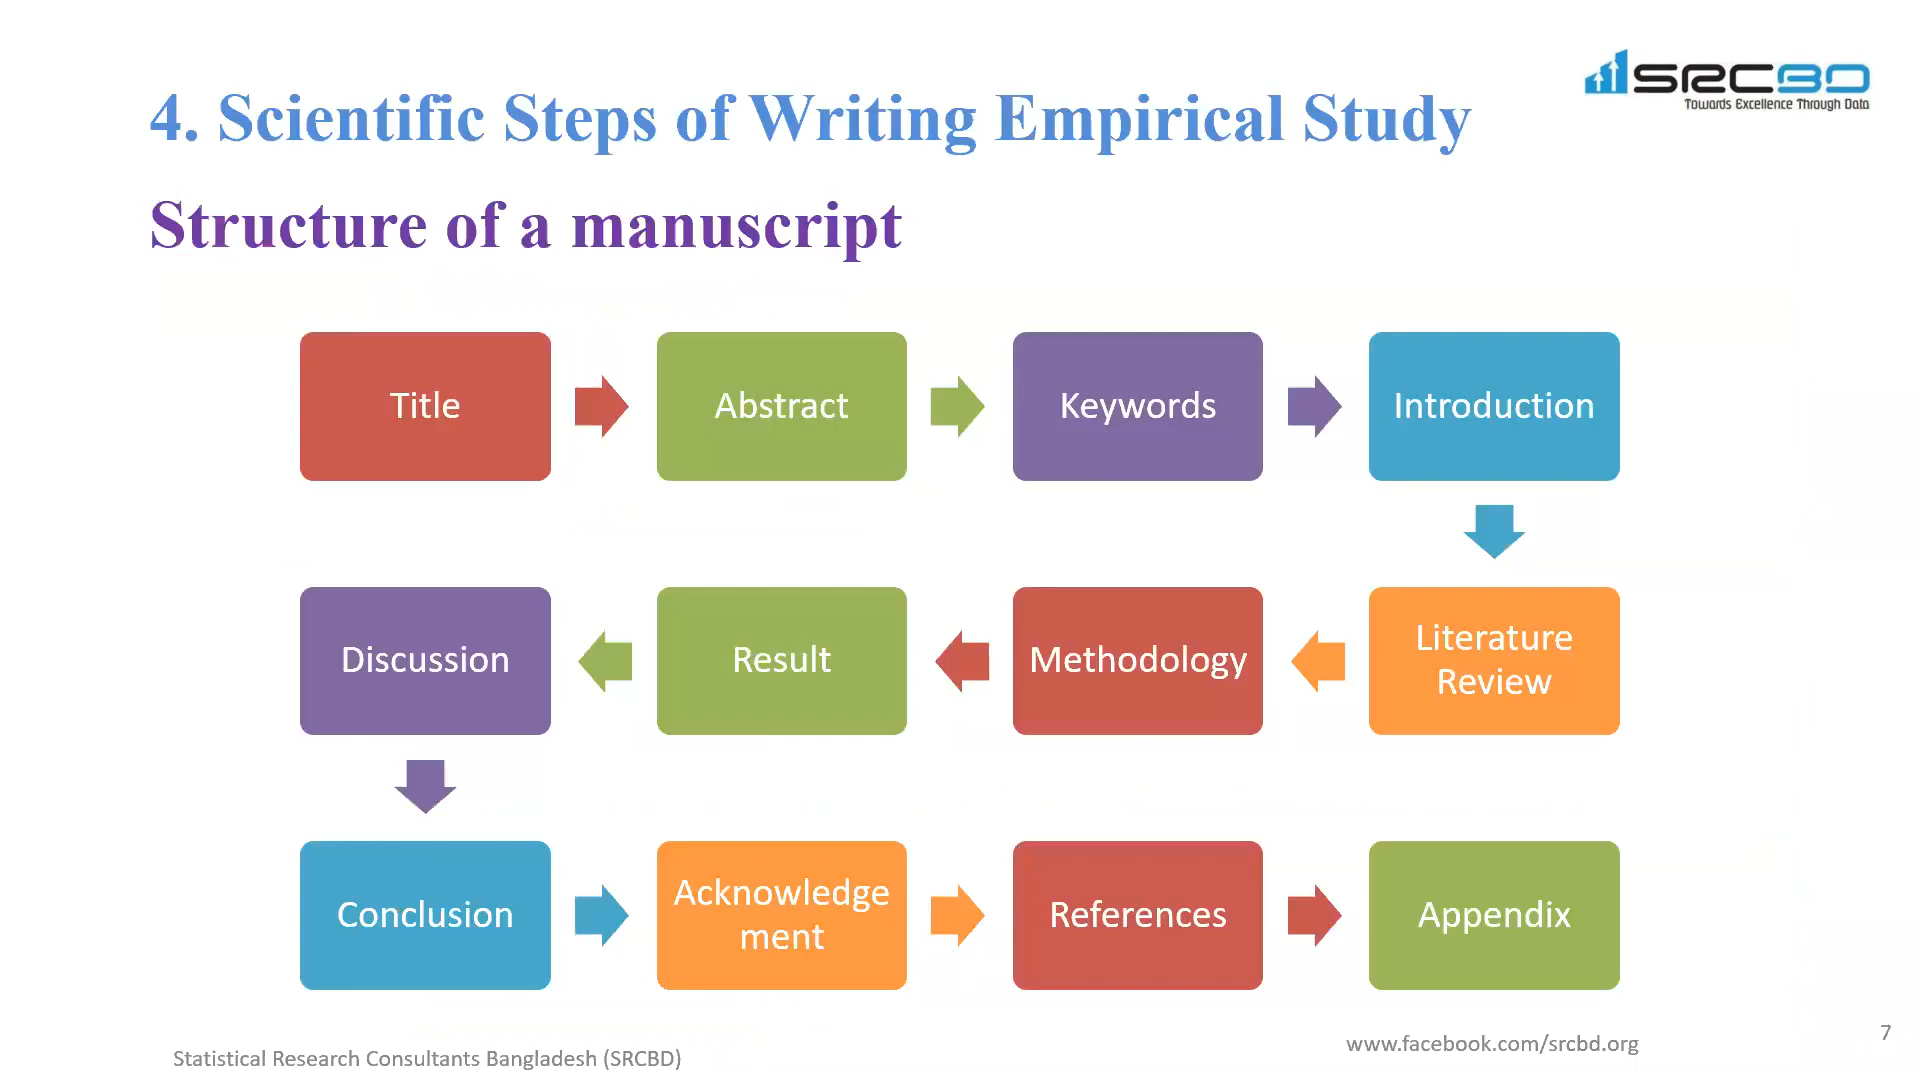 SRCBD
Towards Excellence Through Data
4. Scientific Steps of Writing Empirical Study
Structure of a manuscript
Title
Abstract
Keywords
Introduction
Literature
Review
Methodology
Result
Discussion
Conclusion
Acknowledge
ment
References
Appendix
Statistical Research Consultants Bangladesh (SRCBD)
www.facebook.com/srcbd.org
7